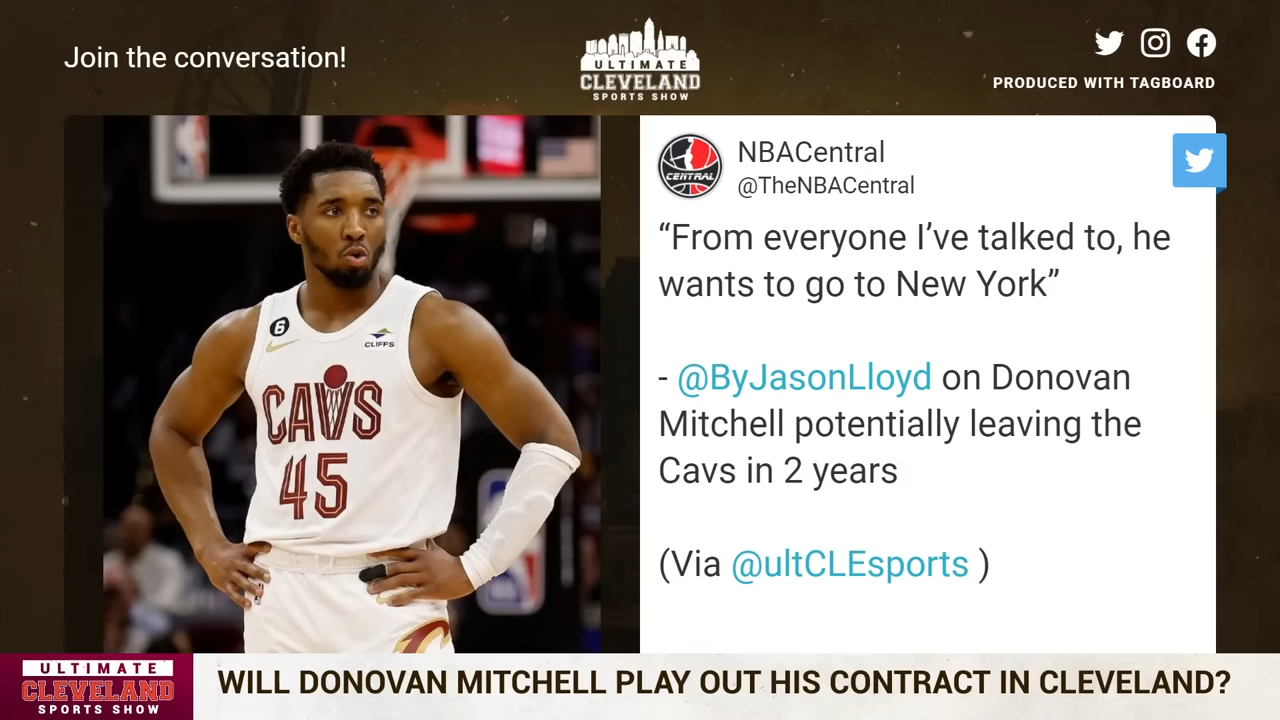 Join the conversation!
ULTIMATE
CLEVELAND
SPORTS SHOW
PRODUCED WITH TAGBOARD
6
CLIFFS
CAVS
45
CENTRAL
NBACentral
@TheNBACentral
“From everyone I’ve talked to, he
wants to go to New York”
- @ByJasonLloyd on Donovan
Mitchell potentially leaving the
Cavs in 2 years
(Via @ultCLEsports )
ULTIMATE
CLEVELAND
SPORTS SHOW
WILL DONOVAN MITCHELL PLAY OUT HIS CONTRACT IN CLEVELAND?